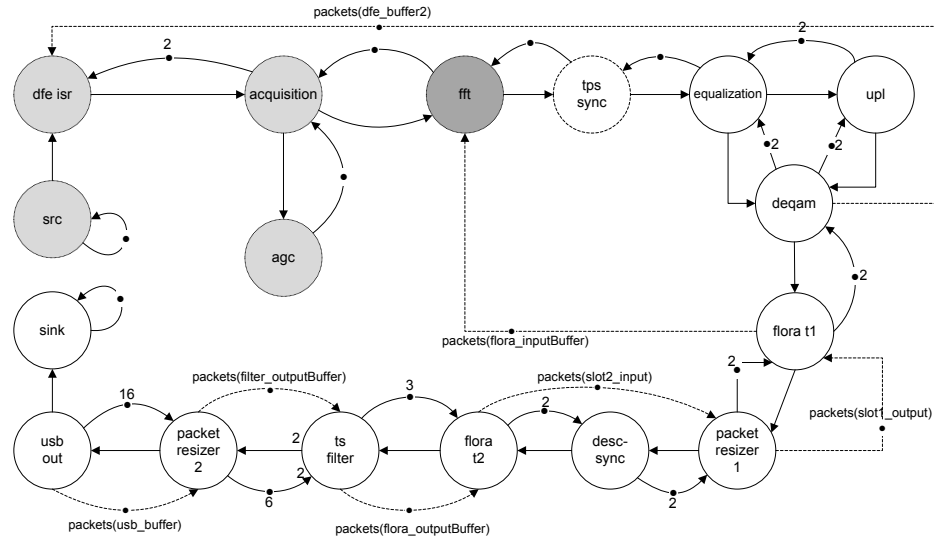 packets(dfe_buffer2)
2
2
dfe isr
acquisition
fft
tps
sync
equalization
upl
2
2
src
deqam
agc
2
sink
flora t1
packets(flora_inputBuffer)
2
packets(filter_outputBuffer)
packets(slot2_input)
3
16
2
packets(slot1_output)
usb
out
packet
resizer
2
2
ts
filter
flora
t2
desc-
sync
packet
resizer
1
2
6
2
packets(usb_buffer)
packets(flora_outputBuffer)